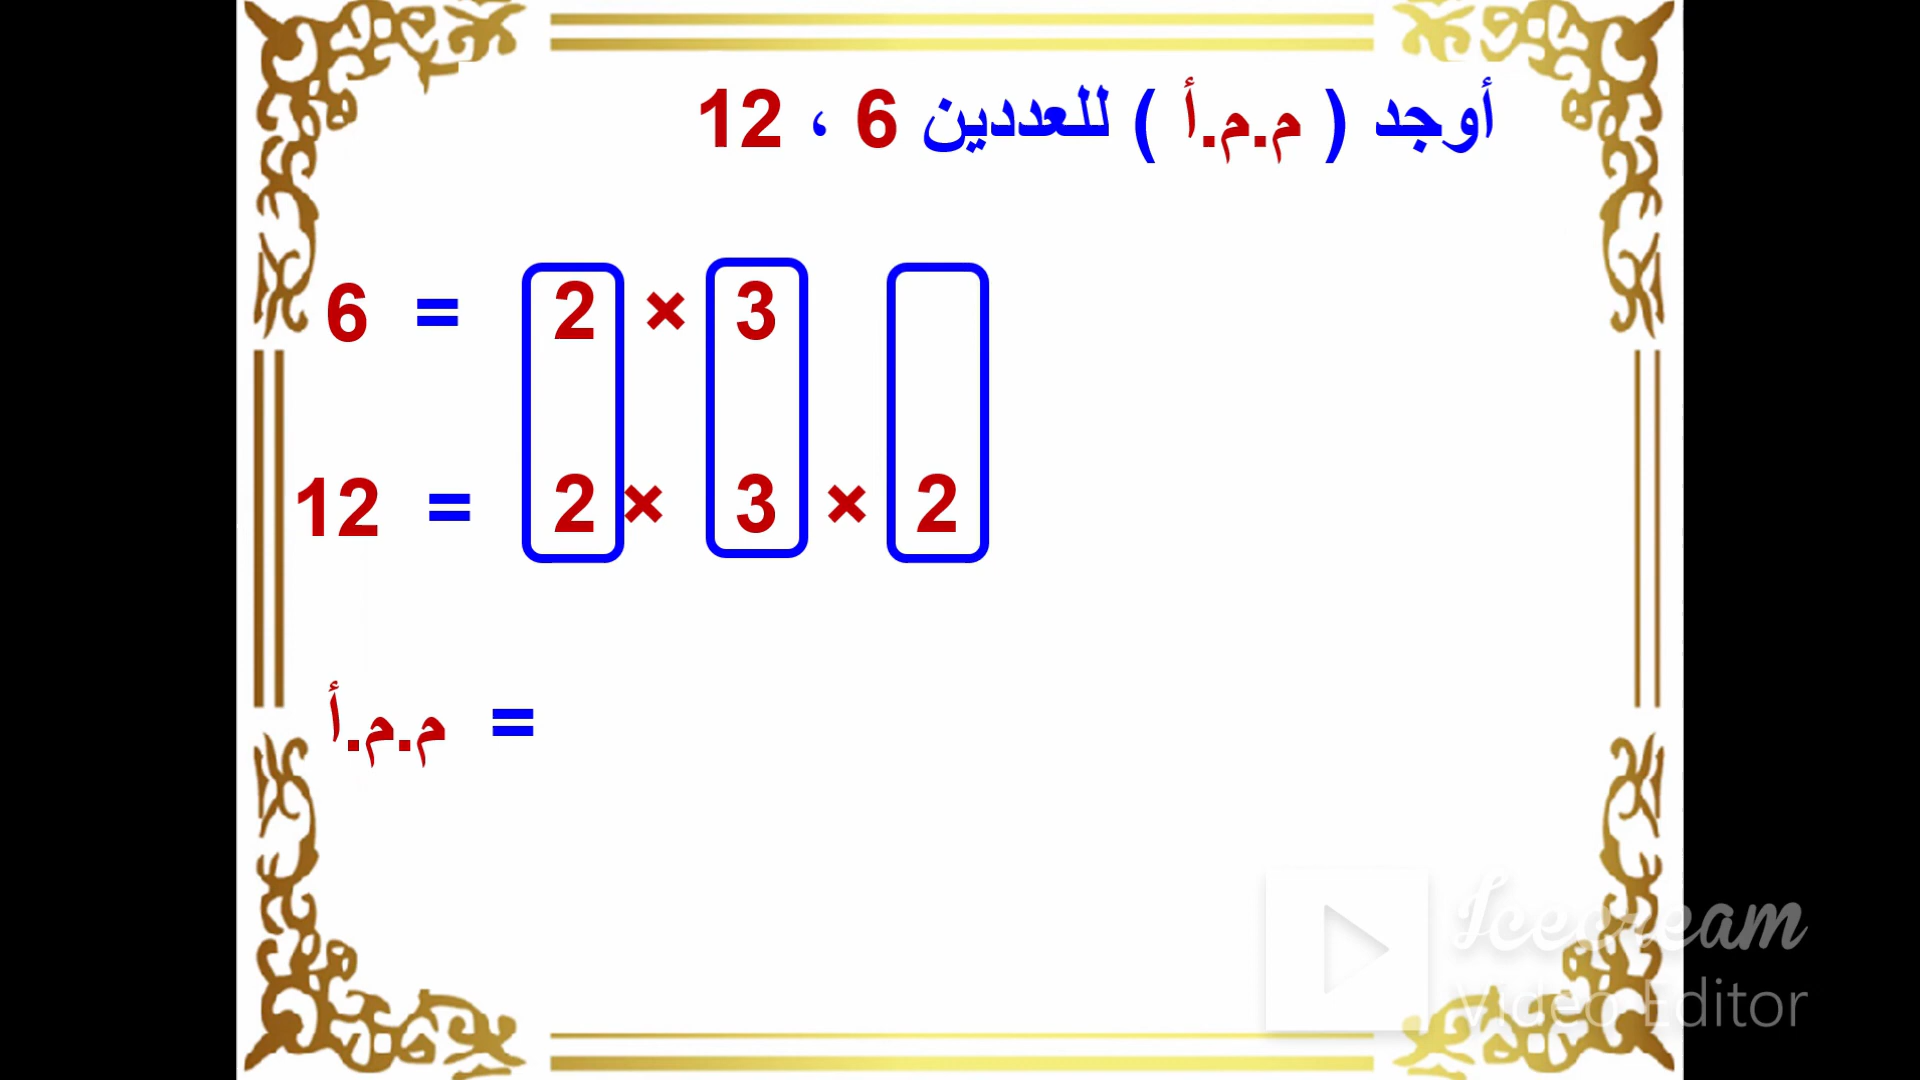 أوجد ( م.م.أ ) للعددين 6 ، 12
6 = 2 × 3
12 = 2 × 3 × 2
م.م.أ =
Icecream
Video Editor